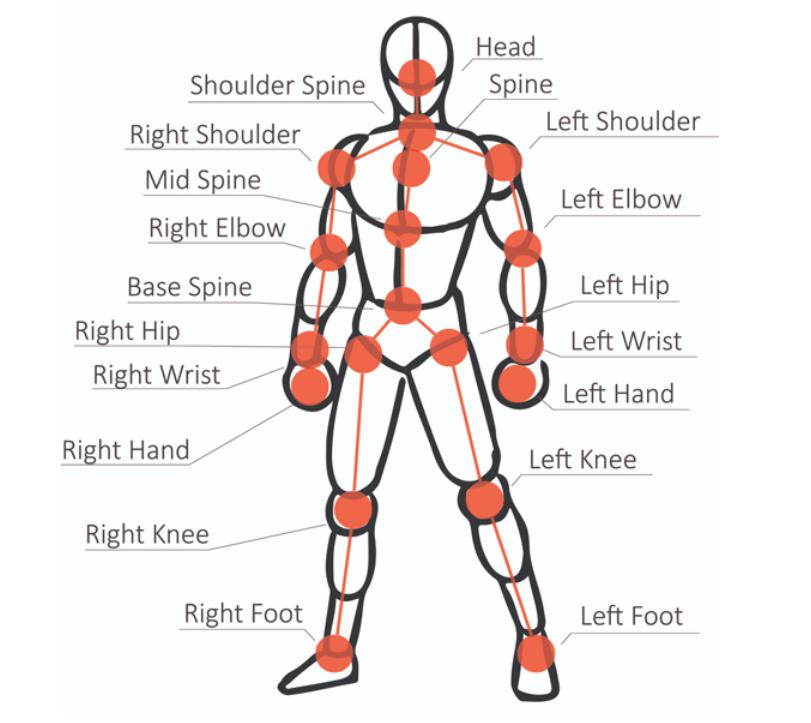 Head
Shoulder Spine
Spine
Right Shoulder
Left Shoulder
Mid Spine
Left Elbow
Right Elbow
Base Spine
Left Hip
Right Hip
Left Wrist
Right Wrist
Left Hand
Right Hand
Left Knee
Right Knee
Right Foot
Left Foot